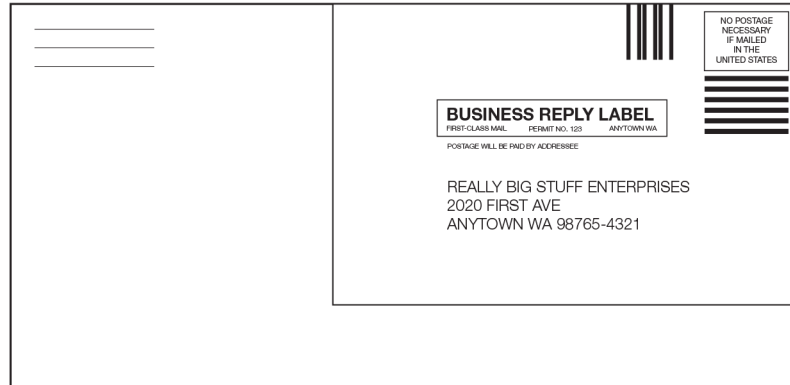 NO POSTAGE
NECESSARY
IF MAILED
IN THE
UNITED STATES
BUSINESS REPLY LABEL
FIRST-CLASS MAIL PERMIT NO. 123 ANYTOWN WA
POSTAGE WILL BE PAID BY ADDRESSEE
REALLY BIG STUFF ENTERPRISES
2020 FIRST AVE
ANYTOWN WA 98765-4321